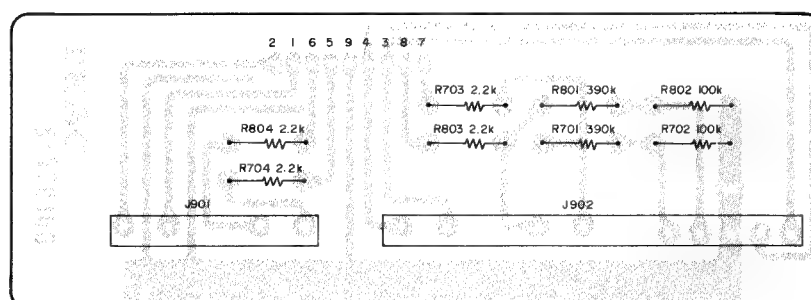 2 1 6 5 9 4 3 8 7
R703 2.2k R801 390k R802 100k
R804 2.2k R803 2.2k R701 390k R702 100k
R704 2.2k
J901 J902